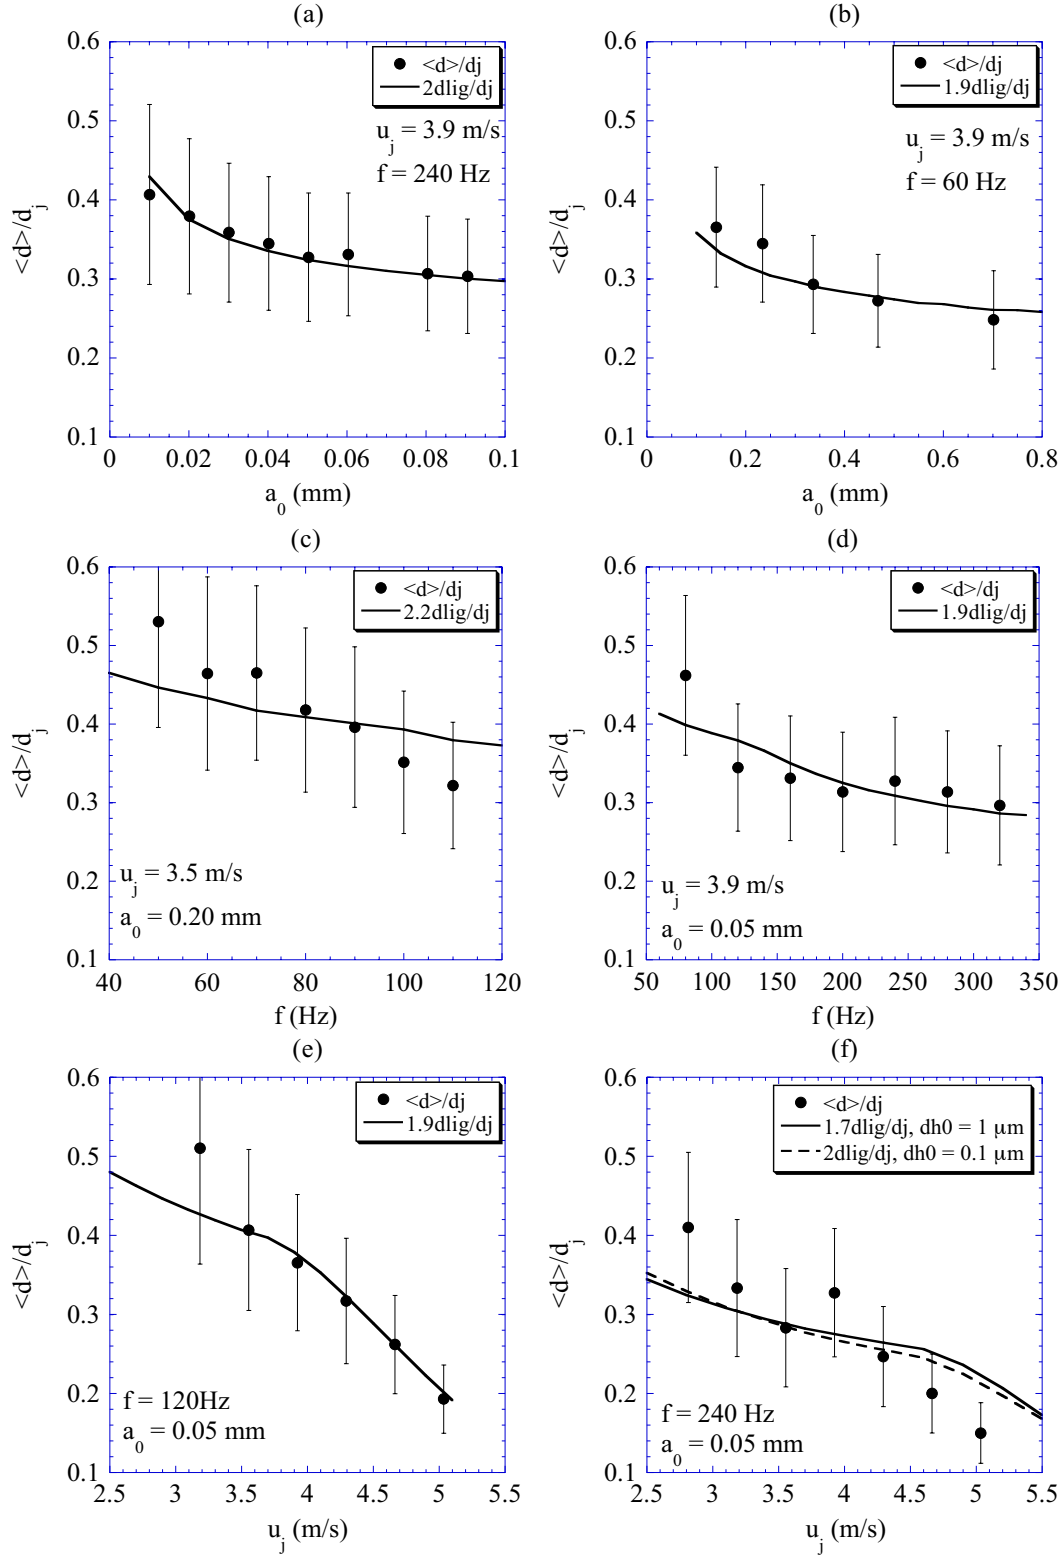 (a)
0.6
0.5
0.4
0.3
0.2
0.1
<d>/d_j
<d>/dj
2dlig/dj
u_j = 3.9 m/s
f = 240 Hz
0 0.02 0.04 0.06 0.08 0.1
a_0 (mm)
(b)
0.6
0.5
0.4
0.3
0.2
0.1
<d>/d_j
<d>/dj
1.9dlig/dj
u_j = 3.9 m/s
f = 60 Hz
0 0.2 0.4 0.6 0.8
a_0 (mm)
(c)
0.6
0.5
0.4
0.3
0.2
0.1
<d>/d_j
<d>/dj
2.2dlig/dj
u_j = 3.5 m/s
a_0 = 0.20 mm
40 60 80 100 120
f (Hz)
(d)
0.6
0.5
0.4
0.3
0.2
0.1
<d>/d_j
<d>/dj
1.9dlig/dj
u_j = 3.9 m/s
a_0 = 0.05 mm
50 100 150 200 250 300 350
f (Hz)
(e)
0.6
0.5
0.4
0.3
0.2
0.1
<d>/d_j
<d>/dj
1.9dlig/dj
f = 120Hz
a_0 = 0.05 mm
2.5 3 3.5 4 4.5 5 5.5
u_j (m/s)
(f)
0.6
0.5
0.4
0.3
0.2
0.1
<d>/d_j
<d>/dj
1.7dlig/dj, dh0 = 1 μm
2dlig/dj, dh0 = 0.1 μm
f = 240 Hz
a_0 = 0.05 mm
2.5 3 3.5 4 4.5 5 5.5
u_j (m/s)